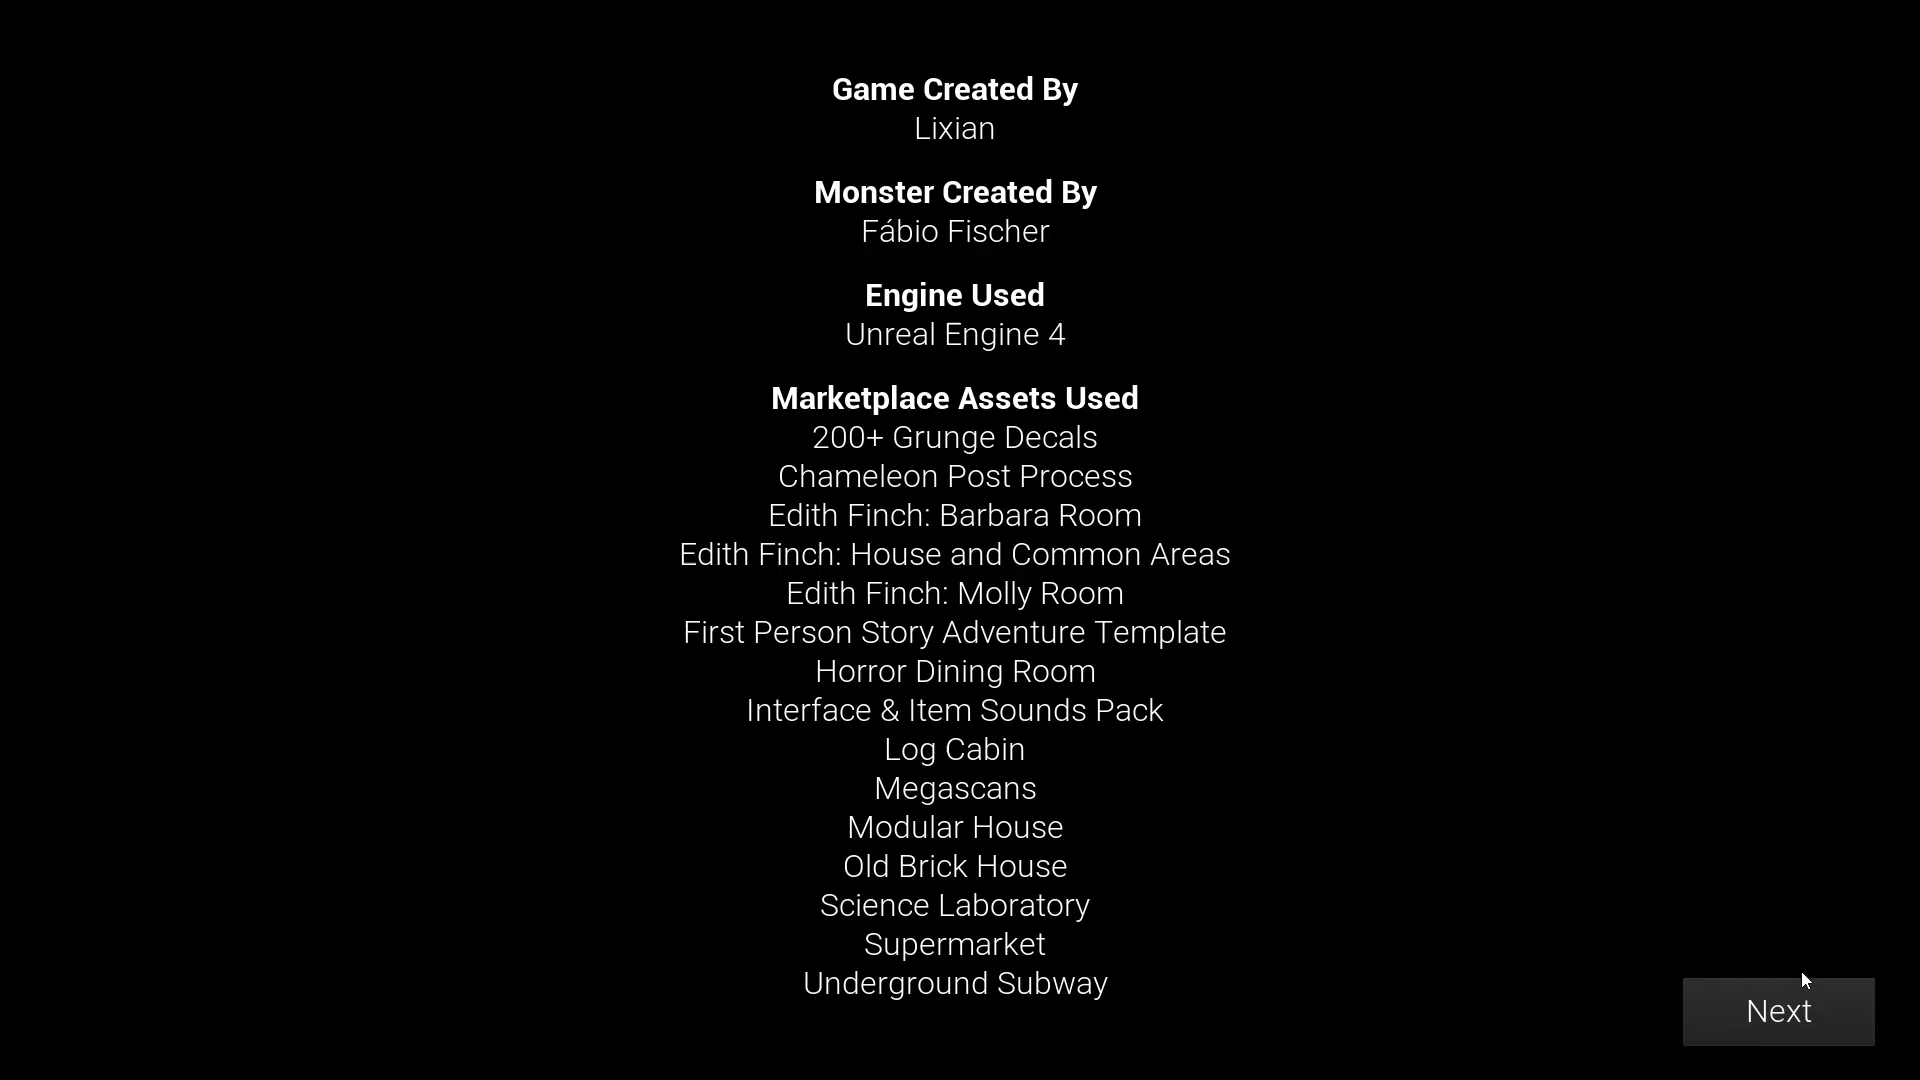 Game Created By
Lixian
Monster Created By
Fábio Fischer
Engine Used
Unreal Engine 4
Marketplace Assets Used
200+ Grunge Decals
Chameleon Post Process
Edith Finch: Barbara Room
Edith Finch: House and Common Areas
Edith Finch: Molly Room
First Person Story Adventure Template
Horror Dining Room
Interface & Item Sounds Pack
Log Cabin
Megascans
Modular House
Old Brick House
Science Laboratory
Supermarket
Underground Subway
Next